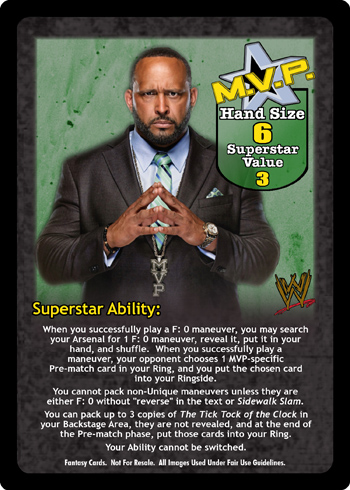 M.V.P.
Hand Size
6
Superstar
Value
3
MVP
W
Superstar Ability:
When you successfully play a F: 0 maneuver, you may search
your Arsenal for 1 F: 0 maneuver, reveal it, put it in your
hand, and shuffle.  When you successfully play a
maneuver, your opponent chooses 1 MVP-specific
Pre-match card in your Ring, and you put the chosen card
into your Ringside.
You cannot pack non-Unique maneuvers unless they are
either F: 0 without "reverse" in the text or Sidewalk Slam.
You can pack up to 3 copies of The Tick Tock of the Clock in
your Backstage Area, they are not revealed, and at the end of
the Pre-match phase, put those cards into your Ring.
Your Ability cannot be switched.
Fantasy Cards.  Not For Resale.  All Images Used Under Fair Use Guidelines.